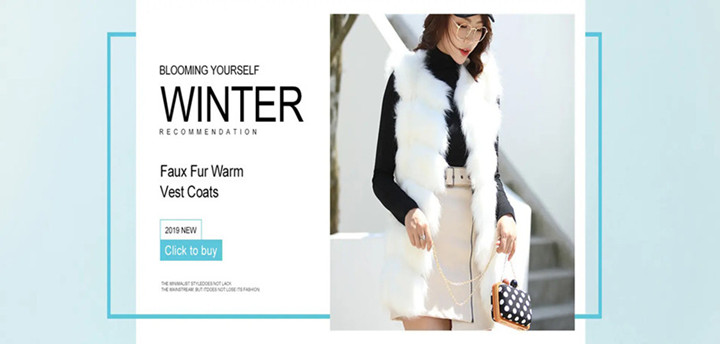 BLOOMING YOURSELF
WINTER
RECOMMENDATION
Faux Fur Warm
Vest Coats
2019 NEW
Click to buy
THE MINIMALIST STYLE DOES NOT LACK
THE MAINSTREAM. BUT IT DOES NOT LOSE ITS FASHION